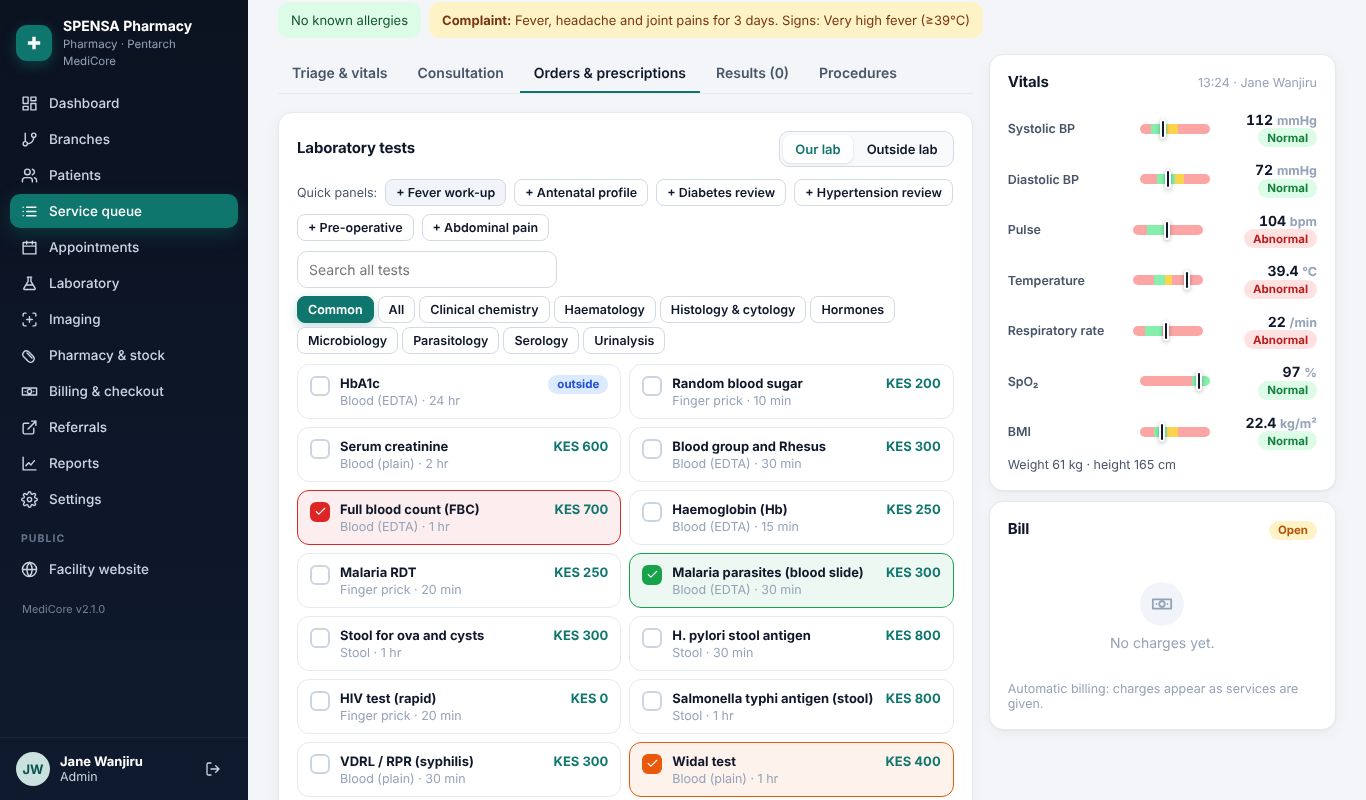 SPENSA Pharmacy
Pharmacy · Pentarch
MediCore
Dashboard
Branches
Patients
Service queue
Appointments
Laboratory
Imaging
Pharmacy & stock
Billing & checkout
Referrals
Reports
Settings
PUBLIC
Facility website
MediCore v2.1.0
JW
Jane Wanjiru
Admin
No known allergies
Complaint: Fever, headache and joint pains for 3 days. Signs: Very high fever (≥39°C)
Triage & vitals
Consultation
Orders & prescriptions
Results (0)
Procedures
Laboratory tests
Our lab
Outside lab
Quick panels:
+ Fever work-up
+ Antenatal profile
+ Diabetes review
+ Hypertension review
+ Pre-operative
+ Abdominal pain
Search all tests
Common
All
Clinical chemistry
Haematology
Histology & cytology
Hormones
Microbiology
Parasitology
Serology
Urinalysis
HbA1c
outside
Blood (EDTA) · 24 hr
Random blood sugar
KES 200
Finger prick · 10 min
Serum creatinine
KES 600
Blood (plain) · 2 hr
Blood group and Rhesus
KES 300
Blood (EDTA) · 30 min
Full blood count (FBC)
KES 700
Blood (EDTA) · 1 hr
Haemoglobin (Hb)
KES 250
Blood (EDTA) · 15 min
Malaria RDT
KES 250
Finger prick · 20 min
Malaria parasites (blood slide)
KES 300
Blood (EDTA) · 30 min
Stool for ova and cysts
KES 300
Stool · 1 hr
H. pylori stool antigen
KES 800
Stool · 30 min
HIV test (rapid)
KES 0
Finger prick · 20 min
Salmonella typhi antigen (stool)
KES 800
Stool · 1 hr
VDRL / RPR (syphilis)
KES 300
Blood (plain) · 30 min
Widal test
KES 400
Blood (plain) · 1 hr
Vitals
13:24 · Jane Wanjiru
Systolic BP
112 mmHg
Normal
Diastolic BP
72 mmHg
Normal
Pulse
104 bpm
Abnormal
Temperature
39.4 °C
Abnormal
Respiratory rate
22 /min
Abnormal
SpO₂
97 %
Normal
BMI
22.4 kg/m²
Normal
Weight 61 kg · height 165 cm
Bill
Open
No charges yet.
Automatic billing: charges appear as services are
given.